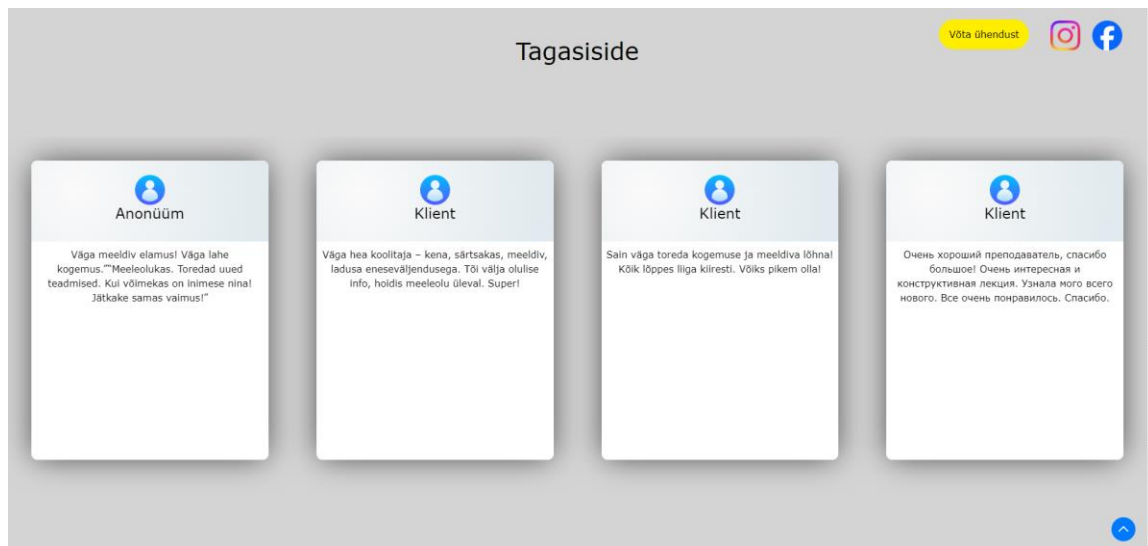 Tagasiside
Võta ühendust
Anonüüm
Väga meeldiv elamus! Väga lahe
kogemus.”“Meeleolukas. Toredad uued
teadmised. Kui võimekas on inimese nina!
Jätkake samas vaimus!”
Klient
Väga hea koolitaja – kena, särtsakas, meeldiv,
ladusa eneseväljendusega. Tõi välja olulise
info, hoidis meeleolu üleval. Super!
Klient
Sain väga toreda kogemuse ja meeldiva lõhna!
Kõik lõppes liiga kiiresti. Võiks pikem olla!
Klient
Очень хороший преподаватель, спасибо
большое! Очень интересная и
конструктивная лекция. Узнала мого всего
нового. Все очень понравилось. Спасибо.